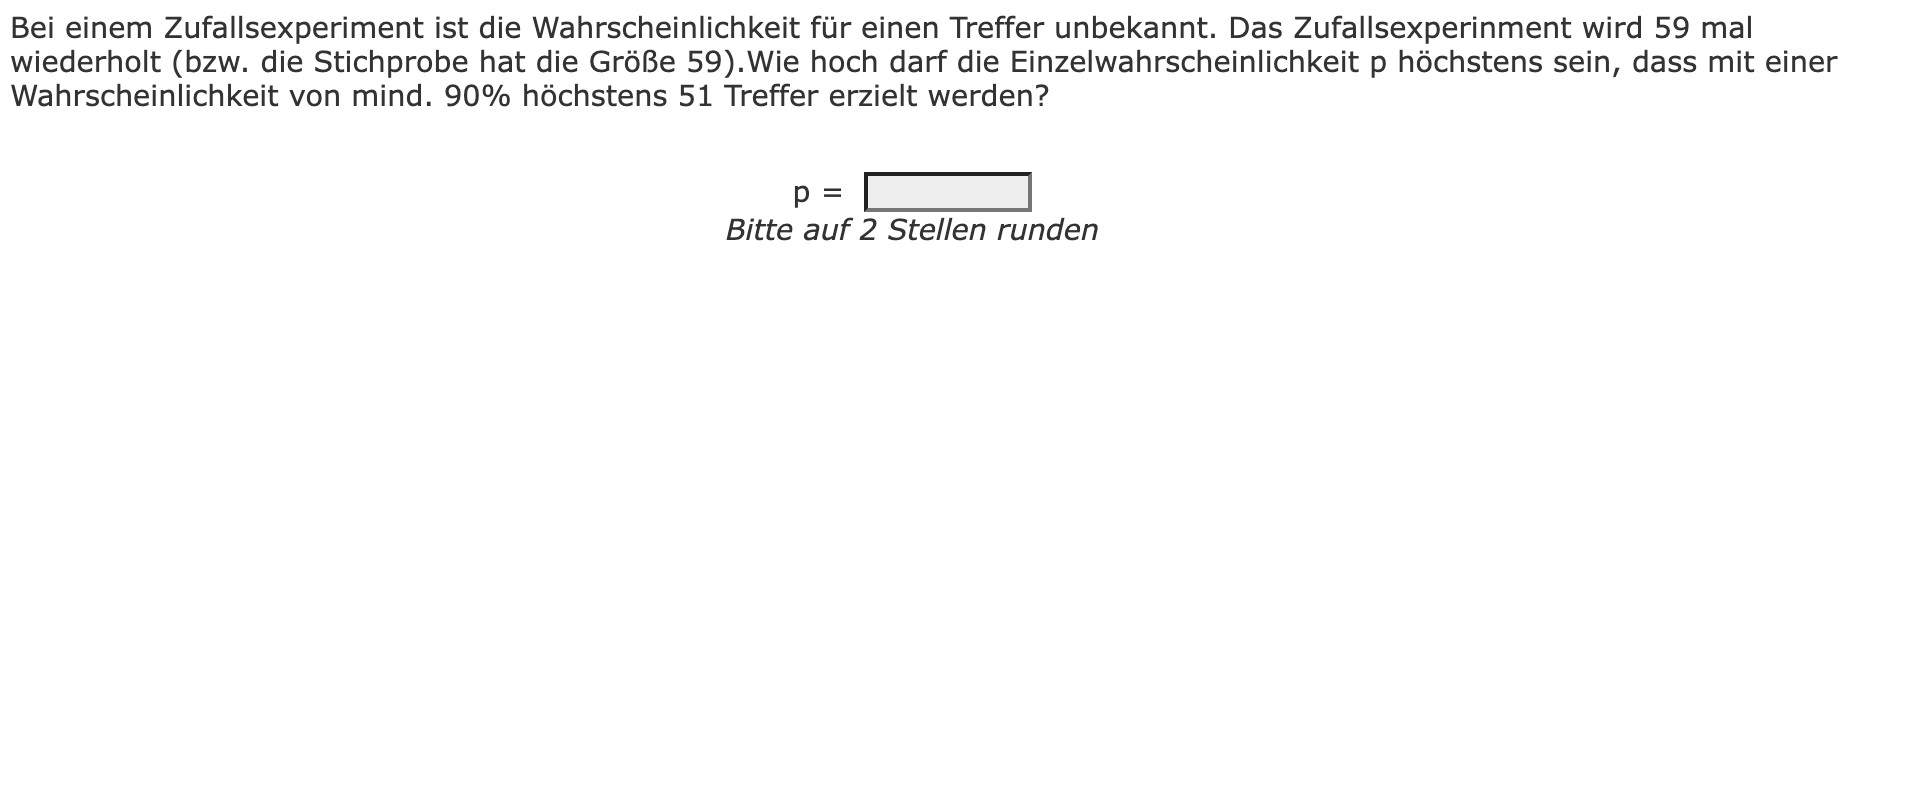 Bei einem Zufallsexperiment ist die Wahrscheinlichkeit für einen Treffer unbekannt. Das Zufallsexperinment wird 59 mal
wiederholt (bzw. die Stichprobe hat die Größe 59).Wie hoch darf die Einzelwahrscheinlichkeit p höchstens sein, dass mit einer
Wahrscheinlichkeit von mind. 90% höchstens 51 Treffer erzielt werden?
p =
Bitte auf 2 Stellen runden